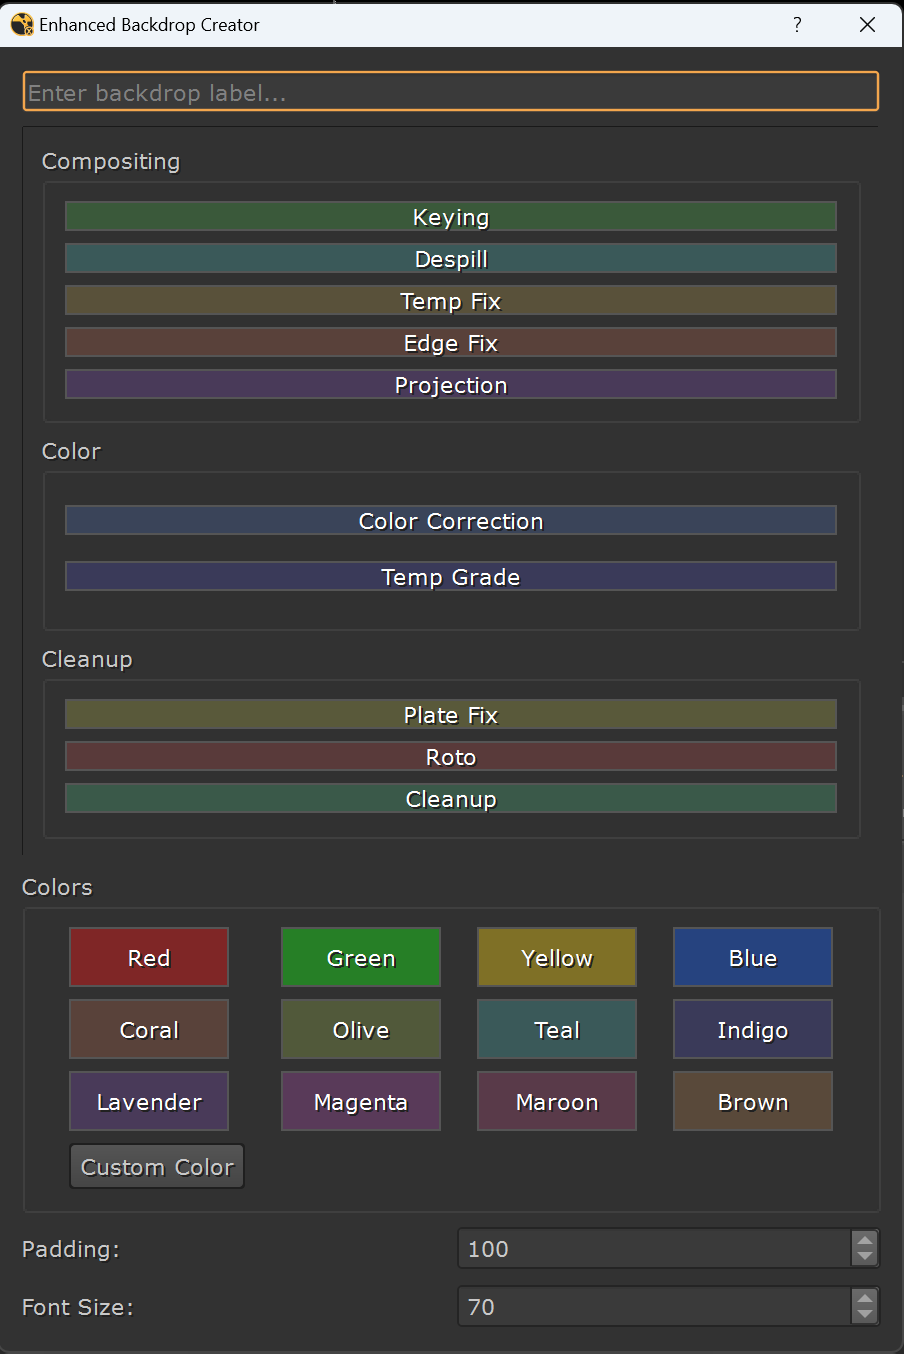 Enhanced Backdrop Creator ?
Enter backdrop label...
Compositing
Keying
Despill
Temp Fix
Edge Fix
Projection
Color
Color Correction
Temp Grade
Cleanup
Plate Fix
Roto
Cleanup
Colors
Red Green Yellow Blue
Coral Olive Teal Indigo
Lavender Magenta Maroon Brown
Custom Color
Padding: 100
Font Size: 70